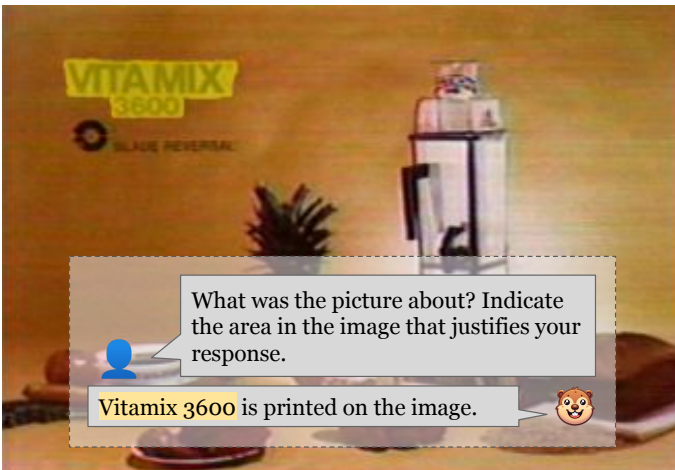 VITAMIX
3600
BLADE REVERSAL
What was the picture about? Indicate
the area in the image that justifies your
response.
Vitamix 3600 is printed on the image.